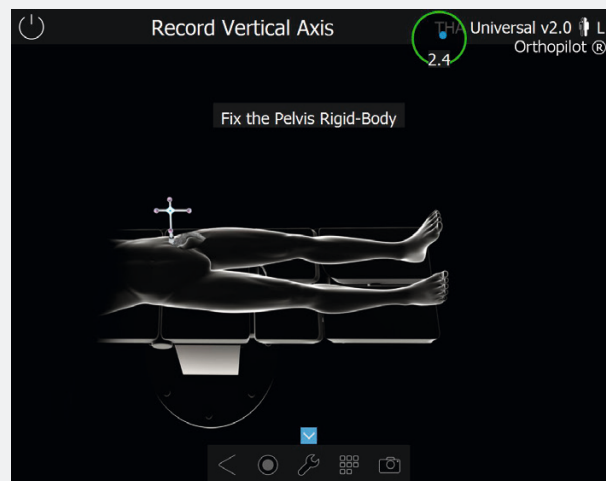 Record Vertical Axis
THA Universal v2.0 L
Orthopilot ®
2.4
Fix the Pelvis Rigid-Body